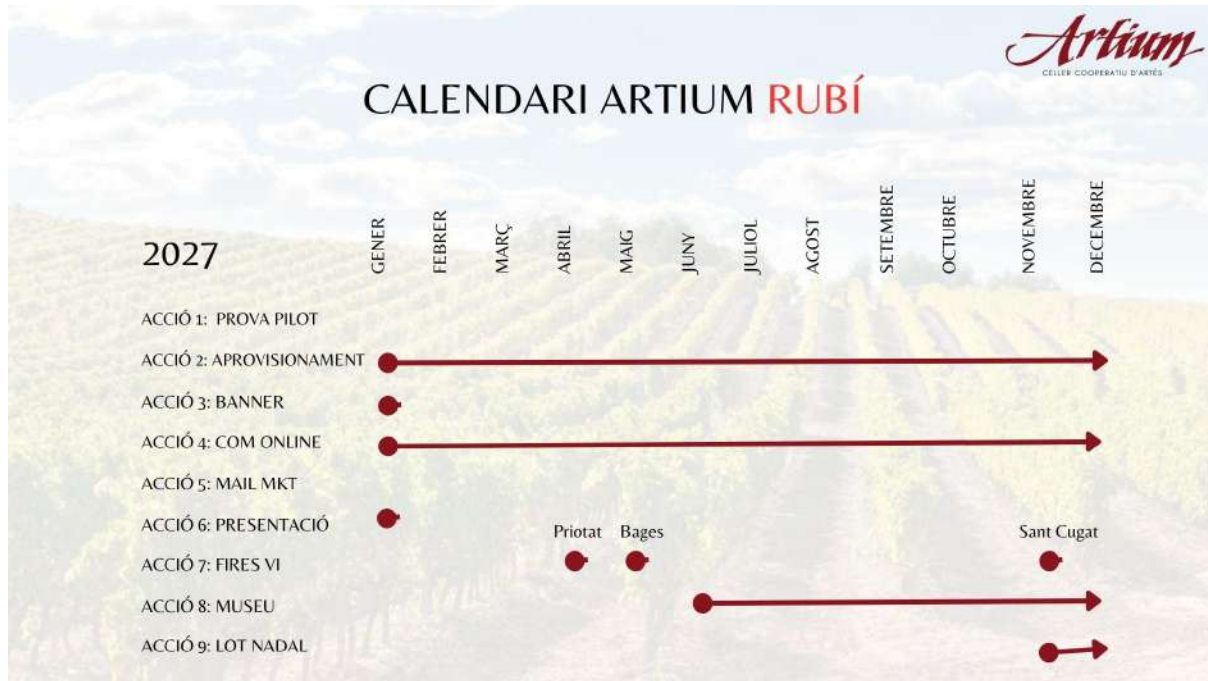 Artium
CELLER COOPERATIU D'ARTÉS
CALENDARI ARTIUM RUBÍ
2027
GENER
FEBRER
MARÇ
ABRIL
MAIG
JUNY
JULIOL
AGOST
SETEMBRE
OCTUBRE
NOVEMBRE
DECEMBRE
ACCIÓ 1: PROVA PILOT
ACCIÓ 2: APROVISIONAMENT
ACCIÓ 3: BANNER
ACCIÓ 4: COM ONLINE
ACCIÓ 5: MAIL MKT
ACCIÓ 6: PRESENTACIÓ
Priotat Bages Sant Cugat
ACCIÓ 7: FIRES VI
ACCIÓ 8: MUSEU
ACCIÓ 9: LOT NADAL